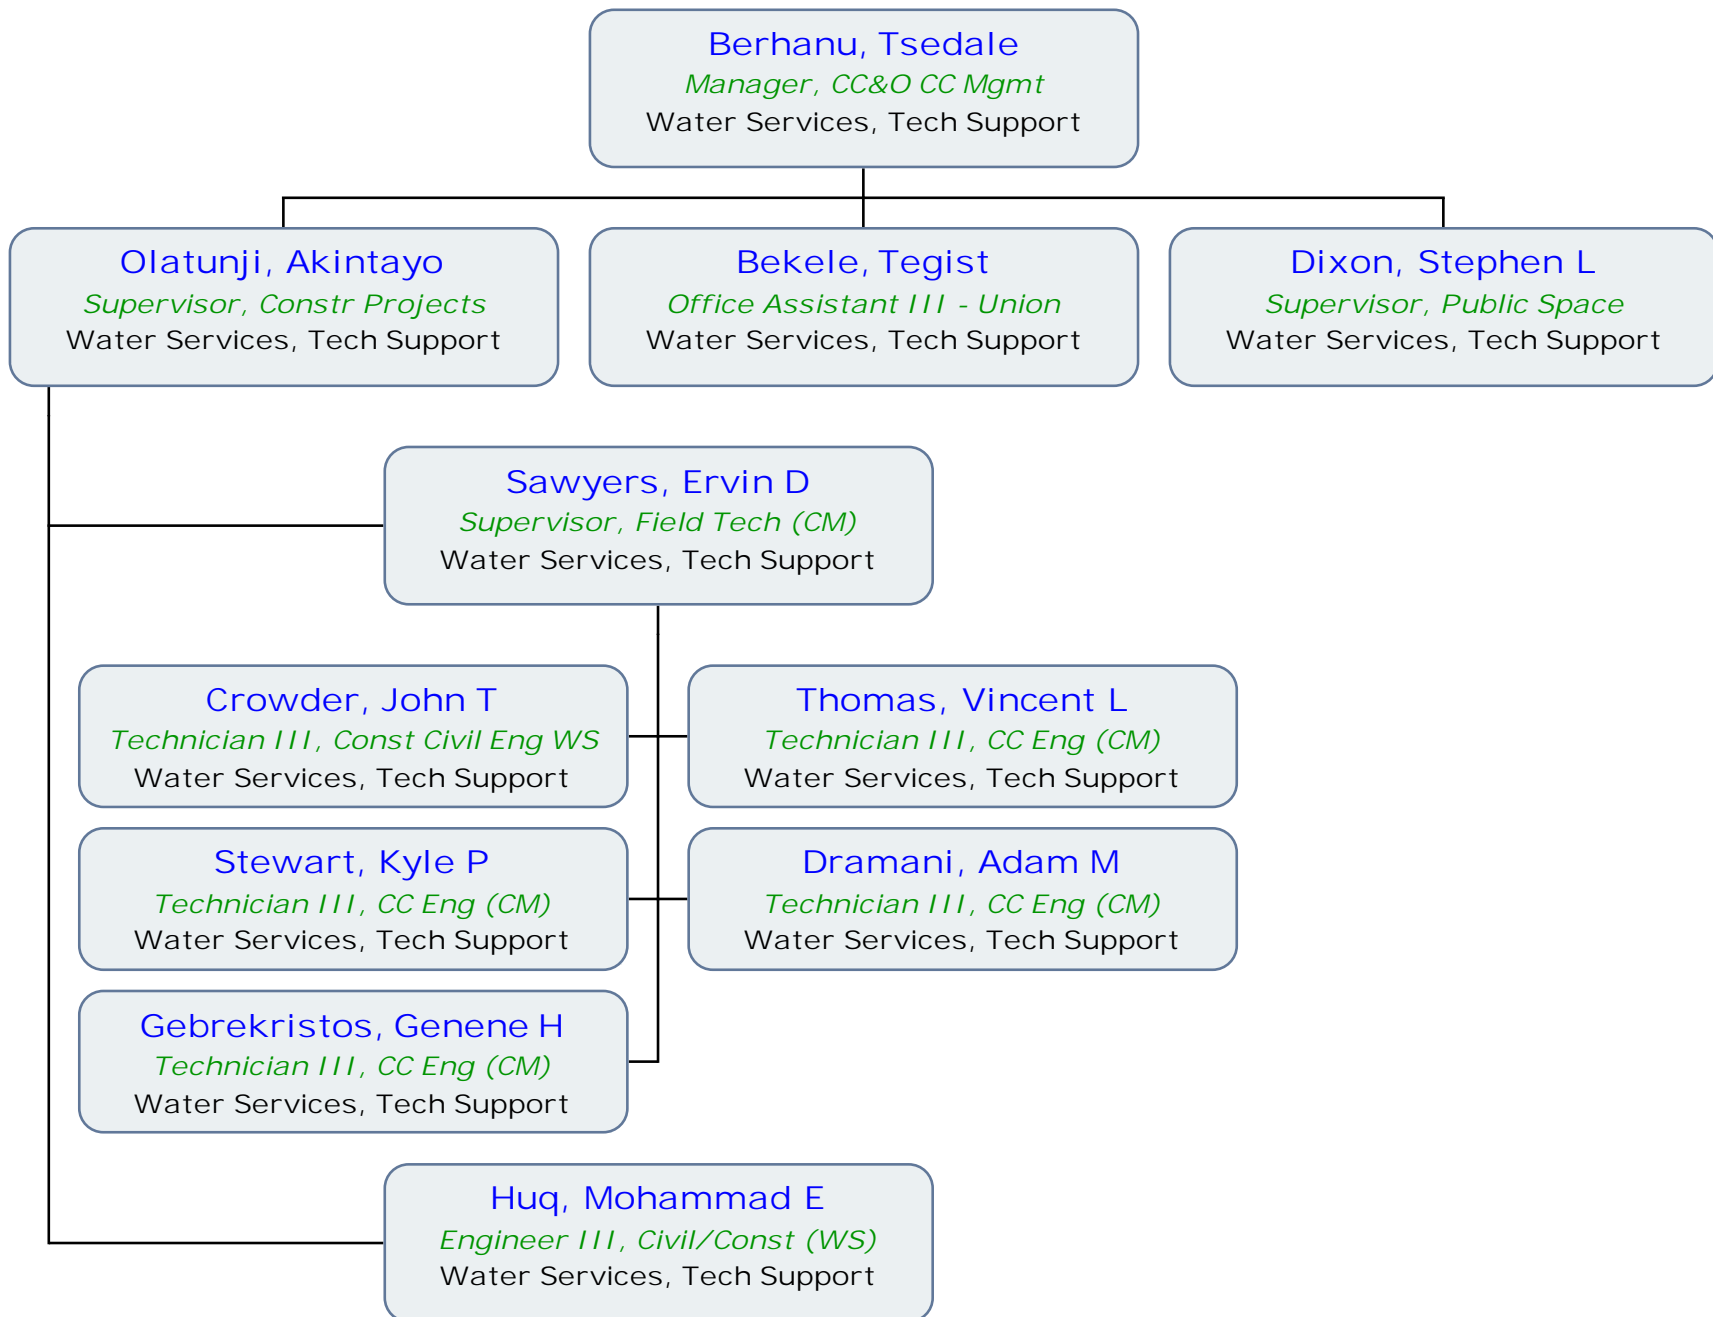 Berhanu, Tsedale
Manager, CC&O CC Mgmt
Water Services, Tech Support
Olatunji, Akintayo
Supervisor, Constr Projects
Water Services, Tech Support
Bekele, Tegist
Office Assistant III - Union
Water Services, Tech Support
Dixon, Stephen L
Supervisor, Public Space
Water Services, Tech Support
Sawyers, Ervin D
Supervisor, Field Tech (CM)
Water Services, Tech Support
Crowder, John T
Technician III, Const Civil Eng WS
Water Services, Tech Support
Thomas, Vincent L
Technician III, CC Eng (CM)
Water Services, Tech Support
Stewart, Kyle P
Technician III, CC Eng (CM)
Water Services, Tech Support
Dramani, Adam M
Technician III, CC Eng (CM)
Water Services, Tech Support
Gebrekristos, Genene H
Technician III, CC Eng (CM)
Water Services, Tech Support
Huq, Mohammad E
Engineer III, Civil/Const (WS)
Water Services, Tech Support